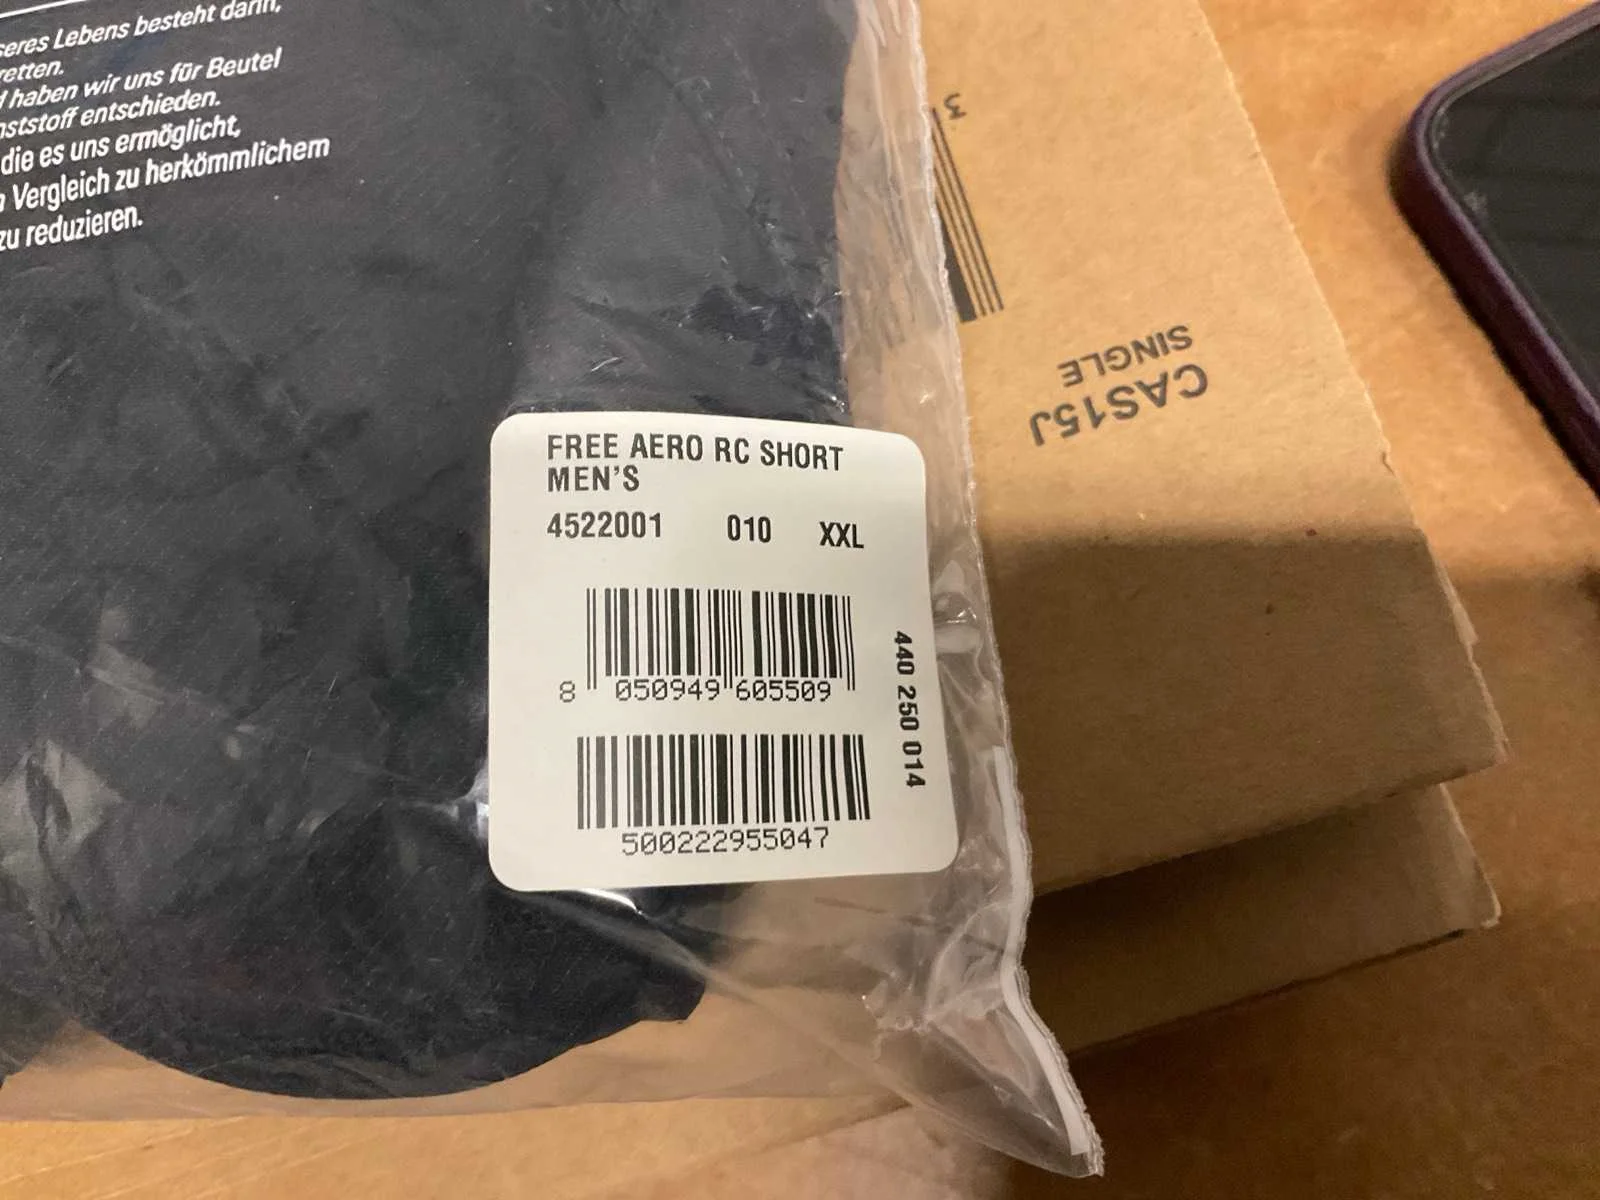 seres Lebens besteht darin,
retten.
d haben wir uns für Beutel
nststoff entschieden.
die es uns ermöglicht,
n Vergleich zu herkömmlichem
zu reduzieren.
3
CAS15J
SINGLE
FREE AERO RC SHORT
MEN'S
4522001 010 XXL
8 050949 605509
440 250 014
500222955047